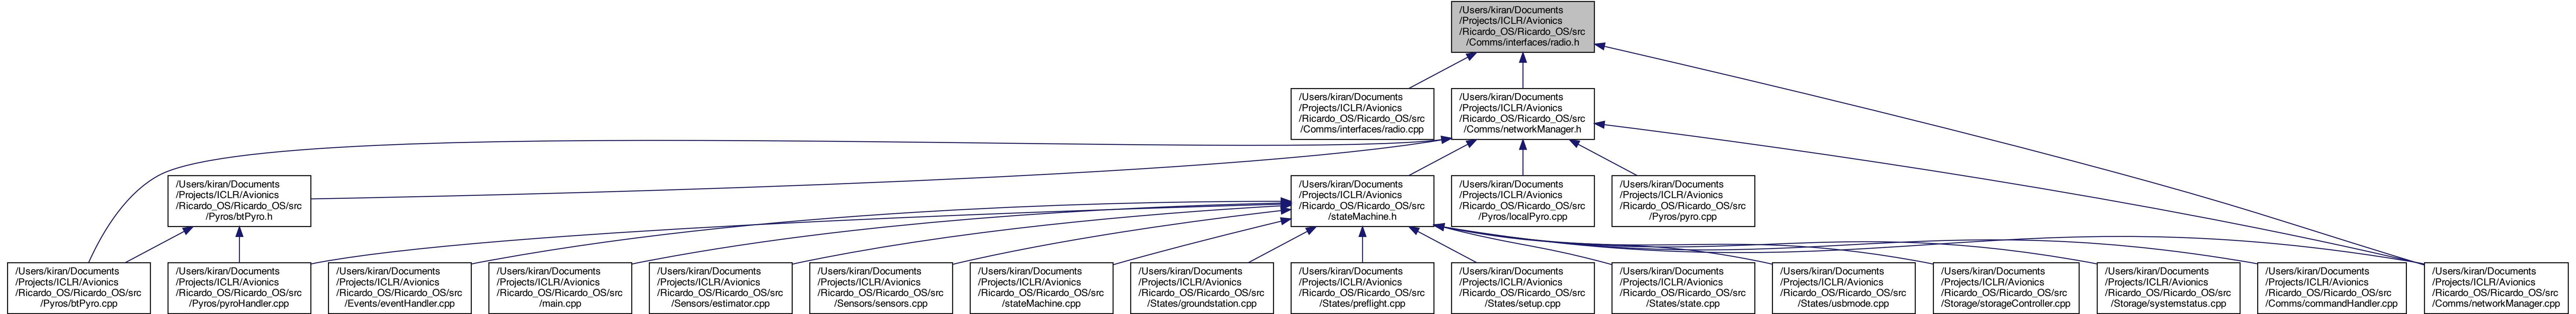 /Users/kiran/Documents
/Projects/ICLR/Avionics
/Ricardo_OS/Ricardo_OS/src
/Comms/interfaces/radio.h
/Users/kiran/Documents
/Projects/ICLR/Avionics
/Ricardo_OS/Ricardo_OS/src
/Comms/interfaces/radio.cpp
/Users/kiran/Documents
/Projects/ICLR/Avionics
/Ricardo_OS/Ricardo_OS/src
/Comms/networkManager.h
/Users/kiran/Documents
/Projects/ICLR/Avionics
/Ricardo_OS/Ricardo_OS/src
/Pyros/btPyro.h
/Users/kiran/Documents
/Projects/ICLR/Avionics
/Ricardo_OS/Ricardo_OS/src
/stateMachine.h
/Users/kiran/Documents
/Projects/ICLR/Avionics
/Ricardo_OS/Ricardo_OS/src
/Pyros/localPyro.cpp
/Users/kiran/Documents
/Projects/ICLR/Avionics
/Ricardo_OS/Ricardo_OS/src
/Pyros/pyro.cpp
/Users/kiran/Documents
/Projects/ICLR/Avionics
/Ricardo_OS/Ricardo_OS/src
/Pyros/btPyro.cpp
/Users/kiran/Documents
/Projects/ICLR/Avionics
/Ricardo_OS/Ricardo_OS/src
/Pyros/pyroHandler.cpp
/Users/kiran/Documents
/Projects/ICLR/Avionics
/Ricardo_OS/Ricardo_OS/src
/Events/eventHandler.cpp
/Users/kiran/Documents
/Projects/ICLR/Avionics
/Ricardo_OS/Ricardo_OS/src
/main.cpp
/Users/kiran/Documents
/Projects/ICLR/Avionics
/Ricardo_OS/Ricardo_OS/src
/Sensors/estimator.cpp
/Users/kiran/Documents
/Projects/ICLR/Avionics
/Ricardo_OS/Ricardo_OS/src
/Sensors/sensors.cpp
/Users/kiran/Documents
/Projects/ICLR/Avionics
/Ricardo_OS/Ricardo_OS/src
/stateMachine.cpp
/Users/kiran/Documents
/Projects/ICLR/Avionics
/Ricardo_OS/Ricardo_OS/src
/States/groundstation.cpp
/Users/kiran/Documents
/Projects/ICLR/Avionics
/Ricardo_OS/Ricardo_OS/src
/States/preflight.cpp
/Users/kiran/Documents
/Projects/ICLR/Avionics
/Ricardo_OS/Ricardo_OS/src
/States/setup.cpp
/Users/kiran/Documents
/Projects/ICLR/Avionics
/Ricardo_OS/Ricardo_OS/src
/States/state.cpp
/Users/kiran/Documents
/Projects/ICLR/Avionics
/Ricardo_OS/Ricardo_OS/src
/States/usbmode.cpp
/Users/kiran/Documents
/Projects/ICLR/Avionics
/Ricardo_OS/Ricardo_OS/src
/Storage/storageController.cpp
/Users/kiran/Documents
/Projects/ICLR/Avionics
/Ricardo_OS/Ricardo_OS/src
/Storage/systemstatus.cpp
/Users/kiran/Documents
/Projects/ICLR/Avionics
/Ricardo_OS/Ricardo_OS/src
/Comms/commandHandler.cpp
/Users/kiran/Documents
/Projects/ICLR/Avionics
/Ricardo_OS/Ricardo_OS/src
/Comms/networkManager.cpp